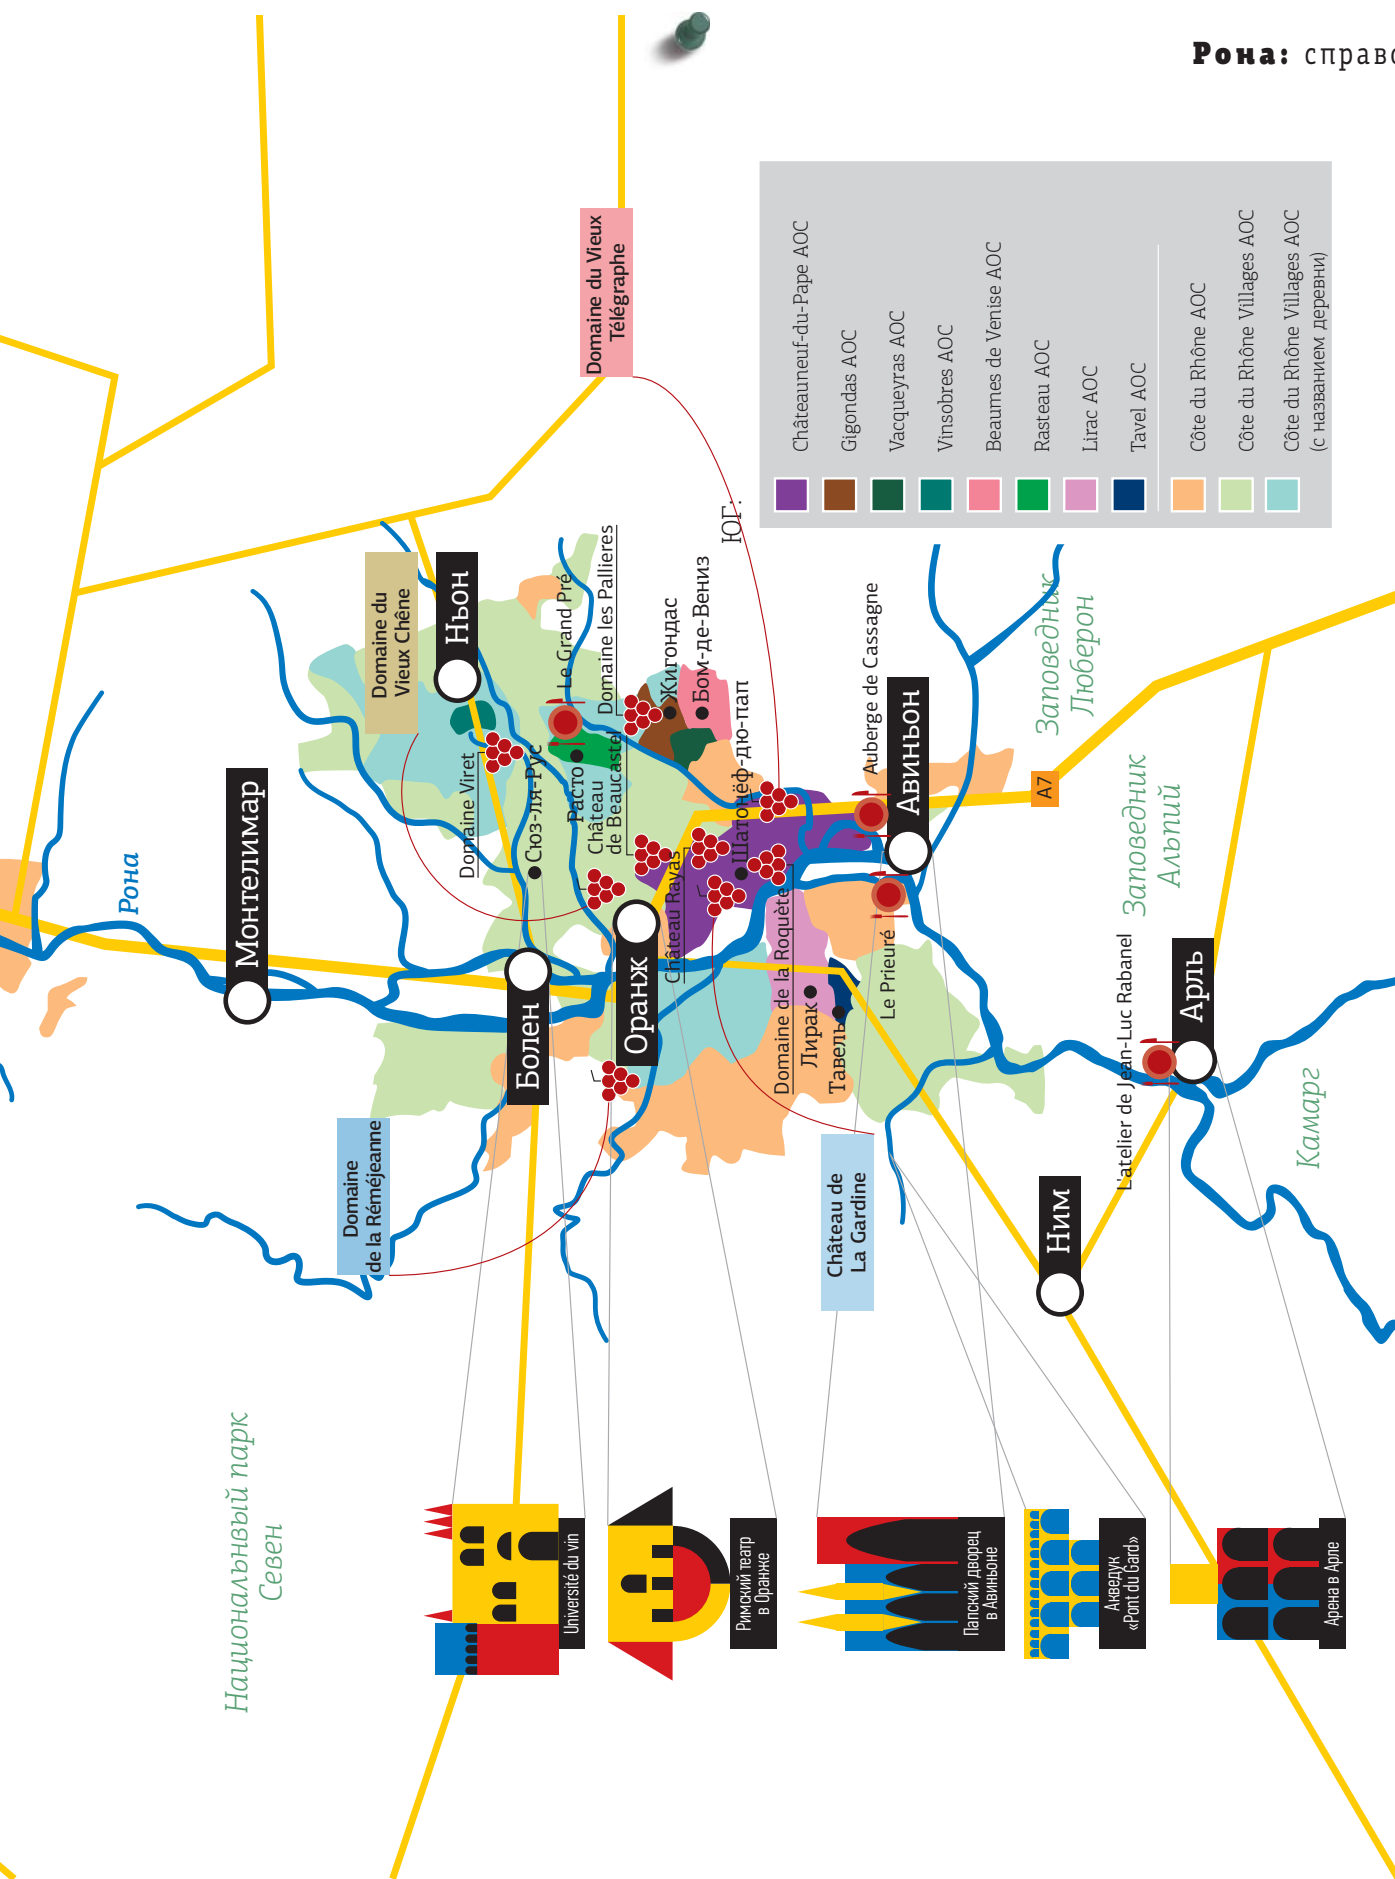 Рона: справо
Национальнвый парк
Севен
Рона
Монтелимар
Domaine
de la Réméjeanne
Domaine du
Vieux Chêne
Ньон
Domaine Viret
Болен
Сюз-ля-Рус
Le Grand Pré
Расто
Château
de Beaucastel
Domaine les Pallieres
Domaine du Vieux
Télégraphe
Оранж
Жигондас
Château Rayas
Бом-де-Вениз
Шатонёф-дю-пап
Domaine de la Roquète
Лирак
Тавель
Château de
La Gardine
Auberge de Cassagne
Le Prieuré
Авиньон
A7
Заповедник
Люберон
Заповедник
Альпий
Ним
L'atelier de Jean-Luc Rabanel
Арль
Камарг
Université du vin
Римский театр
в Оранже
Папский дворец
в Авиньоне
Акведук
«Pont du Gard»
Арена в Арле
ЮГ:
Châteauneuf-du-Pape AOC
Gigondas AOC
Vacqueyras AOC
Vinsobres AOC
Beaumes de Venise AOC
Rasteau AOC
Lirac AOC
Tavel AOC
Côte du Rhône AOC
Côte du Rhône Villages AOC
Côte du Rhône Villages AOC
(с названием деревни)